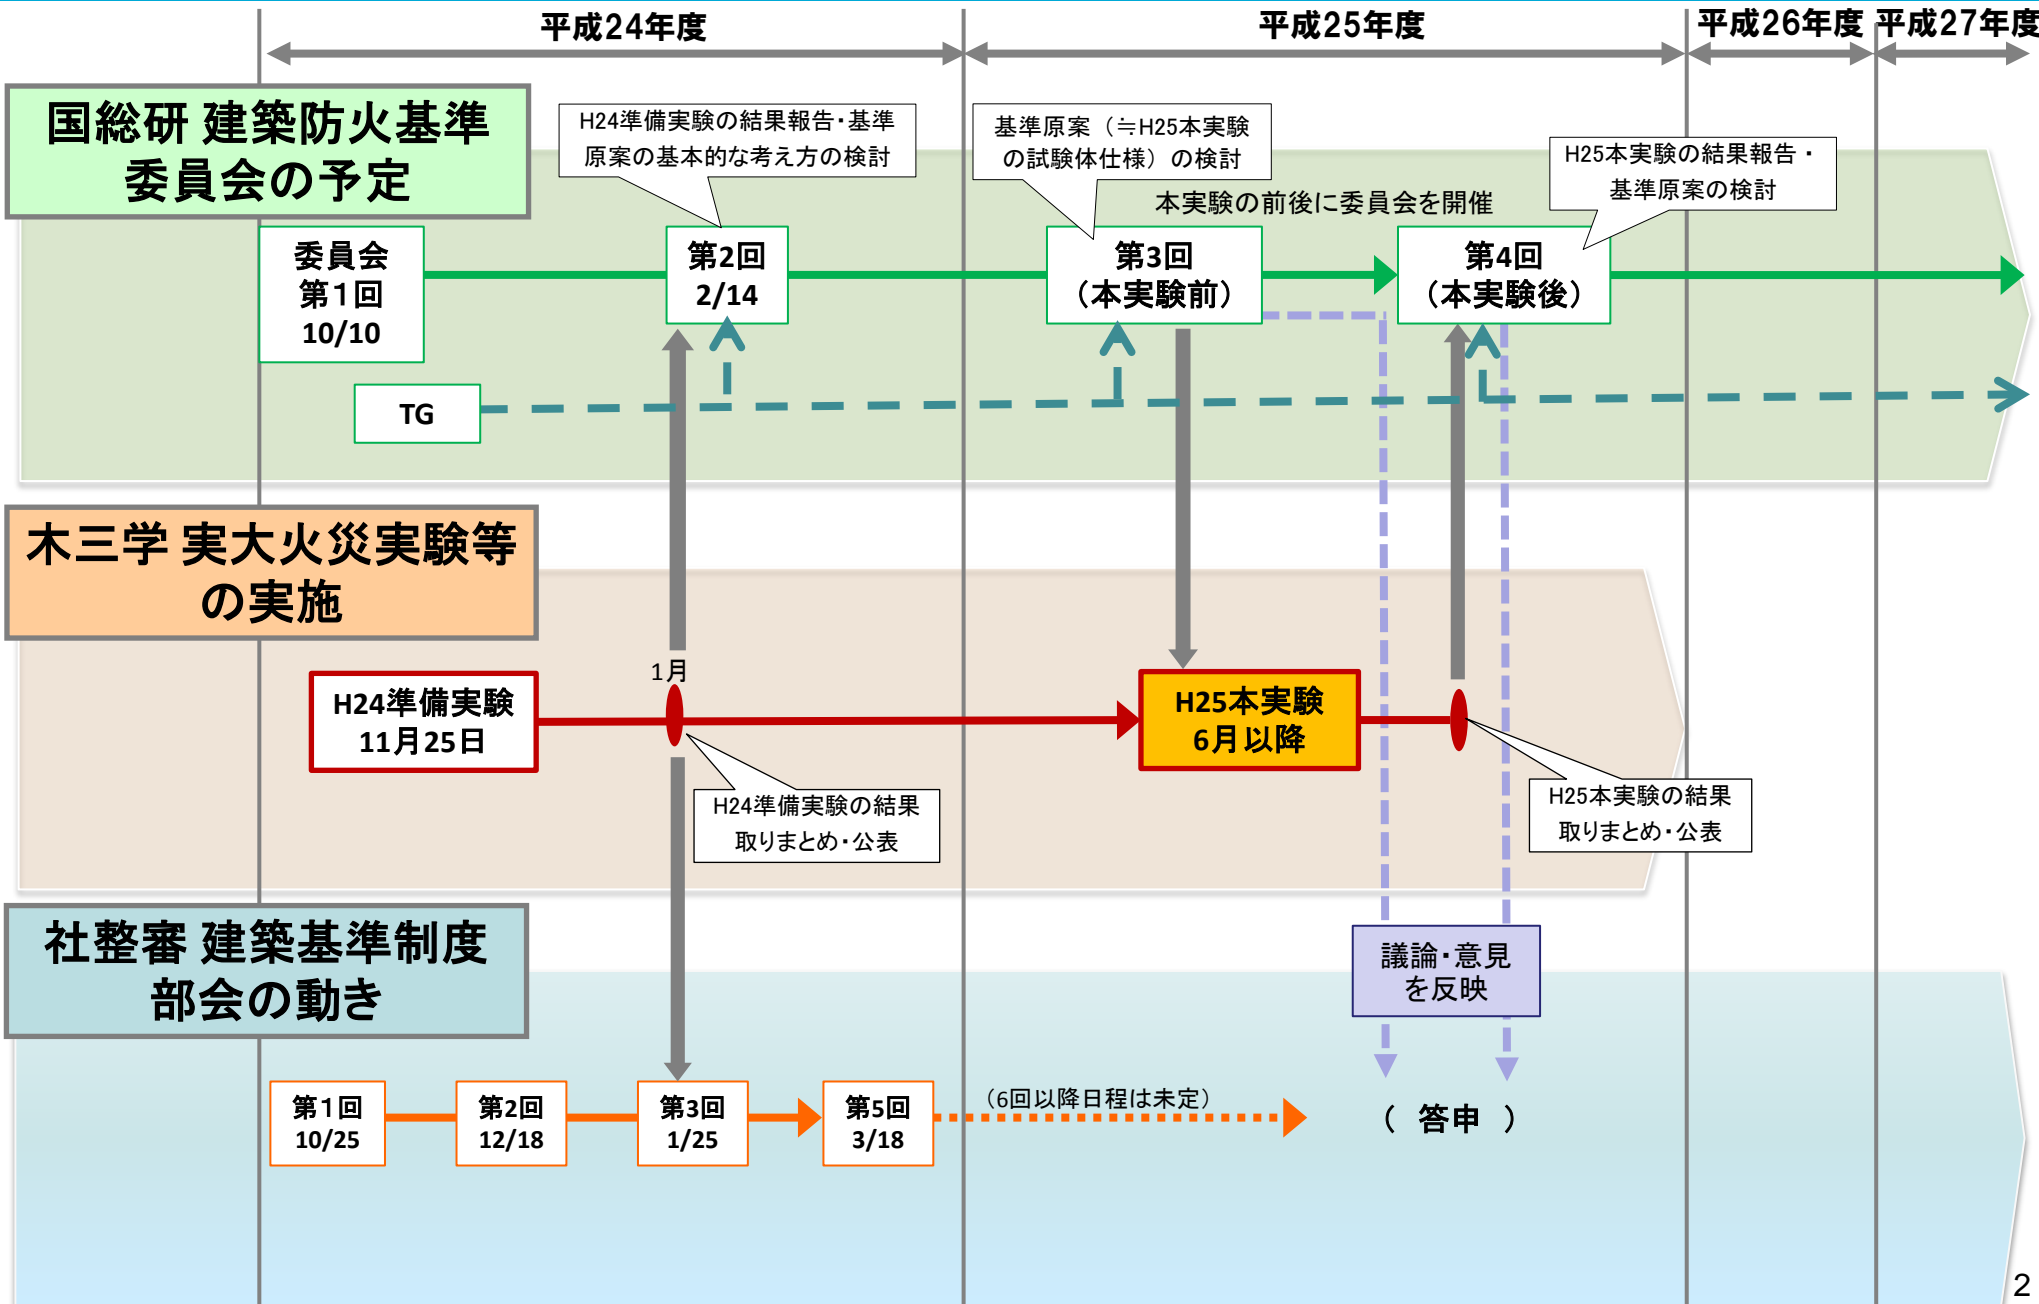 平成24年度
平成25年度
平成26年度
平成27年度
国総研 建築防火基準
委員会の予定
H24準備実験の結果報告・基準
原案の基本的な考え方の検討
基準原案（≒H25本実験
の試験体仕様）の検討
H25本実験の結果報告・
基準原案の検討
本実験の前後に委員会を開催
委員会
第１回
10/10
第2回
2/14
第3回
（本実験前）
第4回
（本実験後）
TG
木三学 実大火災実験等
の実施
1月
H24準備実験
11月25日
H25本実験
6月以降
H24準備実験の結果
取りまとめ・公表
H25本実験の結果
取りまとめ・公表
社整審 建築基準制度
部会の動き
議論・意見
を反映
第１回
10/25
第2回
12/18
第3回
1/25
第5回
3/18
（6回以降日程は未定）
（ 答申 ）
2